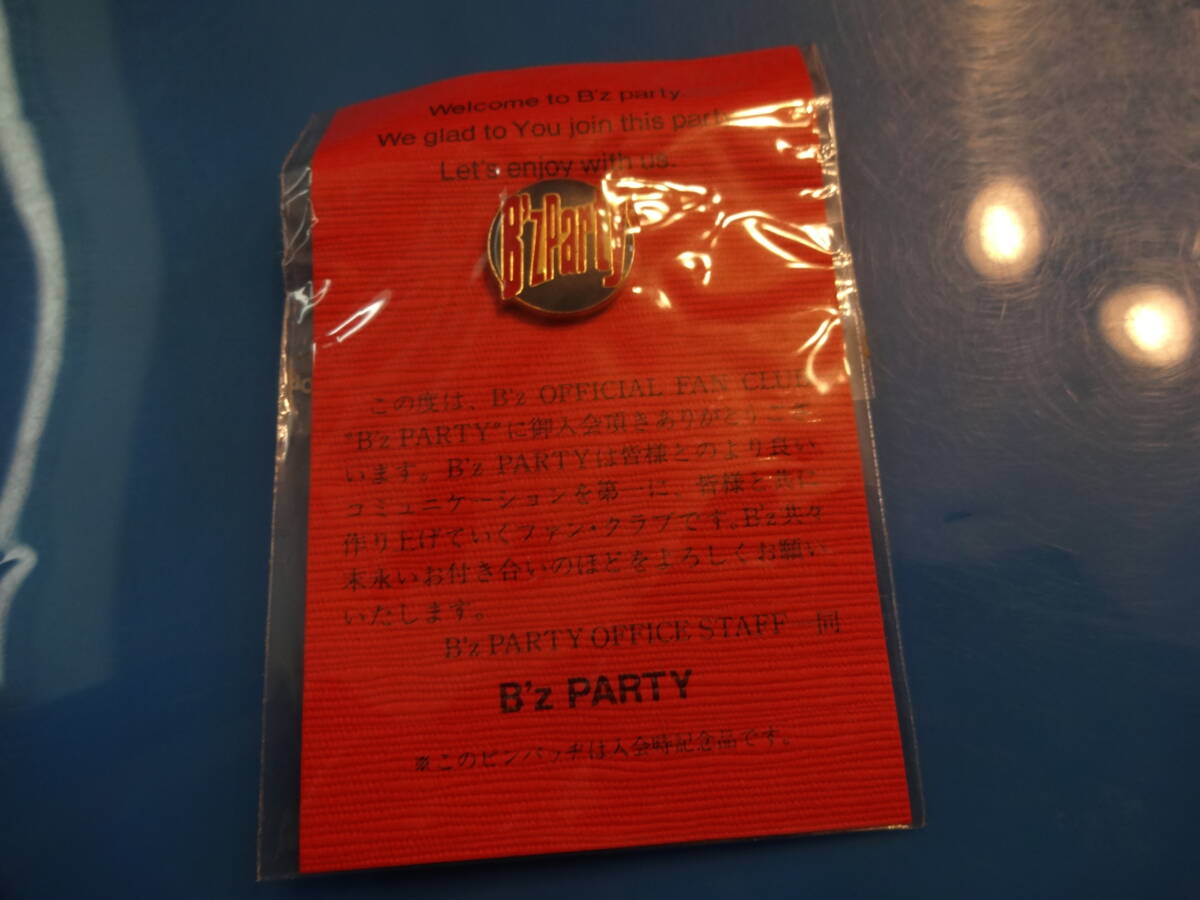 Welcome to B'z party.
We glad to You join this party
Let's enjoy with us.
B'z Party
この度は、B'z OFFICIAL FAN CLUB
"B'z PARTY"に御入会頂きありがとうござ
います。B'z PARTYは皆様とのより良い
コミュニケーションを第一に、皆様と共に
作り上げていくファン・クラブです。B'z共々
末永いお付き合いのほどをよろしくお願い
いたします。
B'z PARTY OFFICE STAFF 一同
B'z PARTY
※このピンバッヂは入会時記念品です。